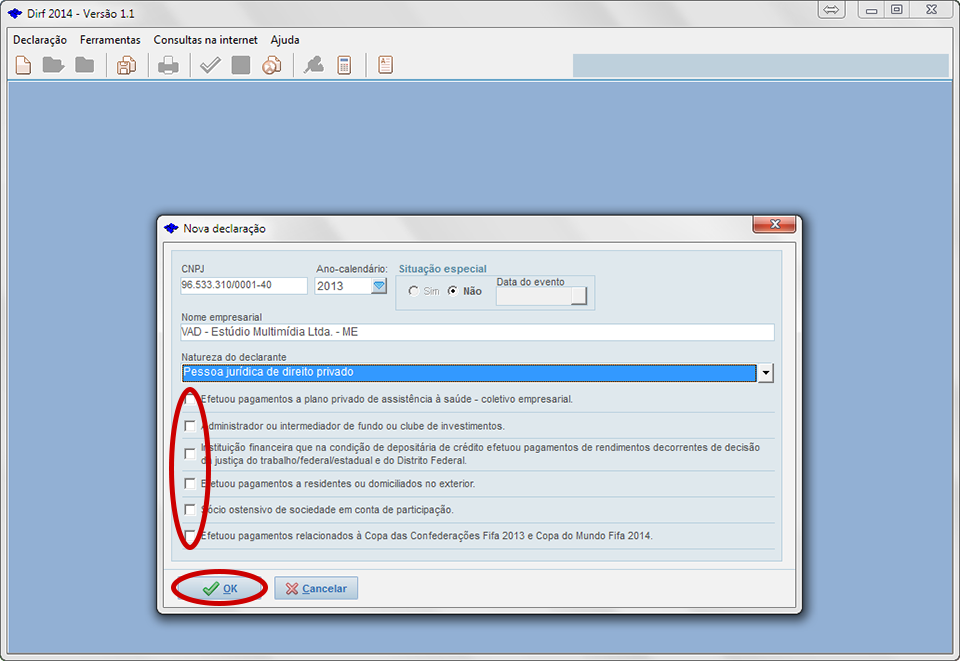 Dirf 2014 - Versão 1.1
Declaração Ferramentas Consultas na internet Ajuda
Nova declaração
CNPJ Ano-calendário: Situação especial
96.533.310/0001-40 2013 Sim Não Data do evento
Nome empresarial
VAD - Estúdio Multimídia Ltda. - ME
Natureza do declarante
Pessoa jurídica de direito privado
Efetuou pagamentos a plano privado de assistência à saúde - coletivo empresarial.
Administrador ou intermediador de fundo ou clube de investimentos.
Instituição financeira que na condição de depositária de crédito efetuou pagamentos de rendimentos decorrentes de decisão
da justiça do trabalho/federal/estadual e do Distrito Federal.
Efetuou pagamentos a residentes ou domiciliados no exterior.
Sócio ostensivo de sociedade em conta de participação.
Efetuou pagamentos relacionados à Copa das Confederações Fifa 2013 e Copa do Mundo Fifa 2014.
OK Cancelar